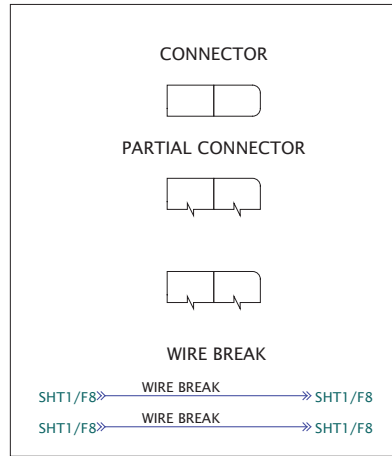 CONNECTOR
PARTIAL CONNECTOR
WIRE BREAK
SHT1/F8 WIRE BREAK SHT1/F8
SHT1/F8 WIRE BREAK SHT1/F8